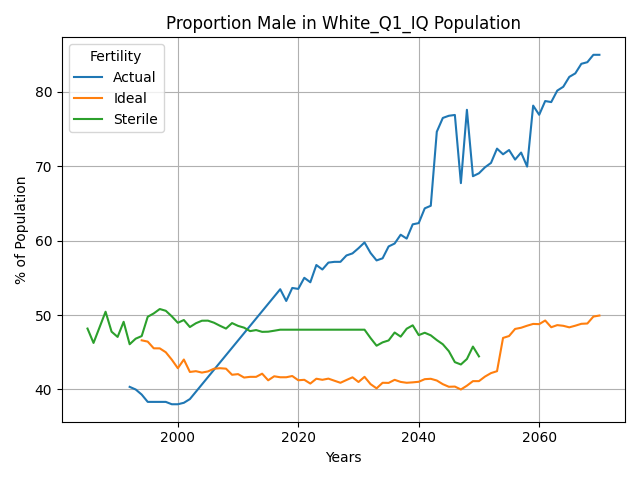 Proportion Male in White_Q1_IQ Population
Fertility
Actual
Ideal
Sterile
% of Population
80
70
60
50
40
2000
2020
2040
2060
Years